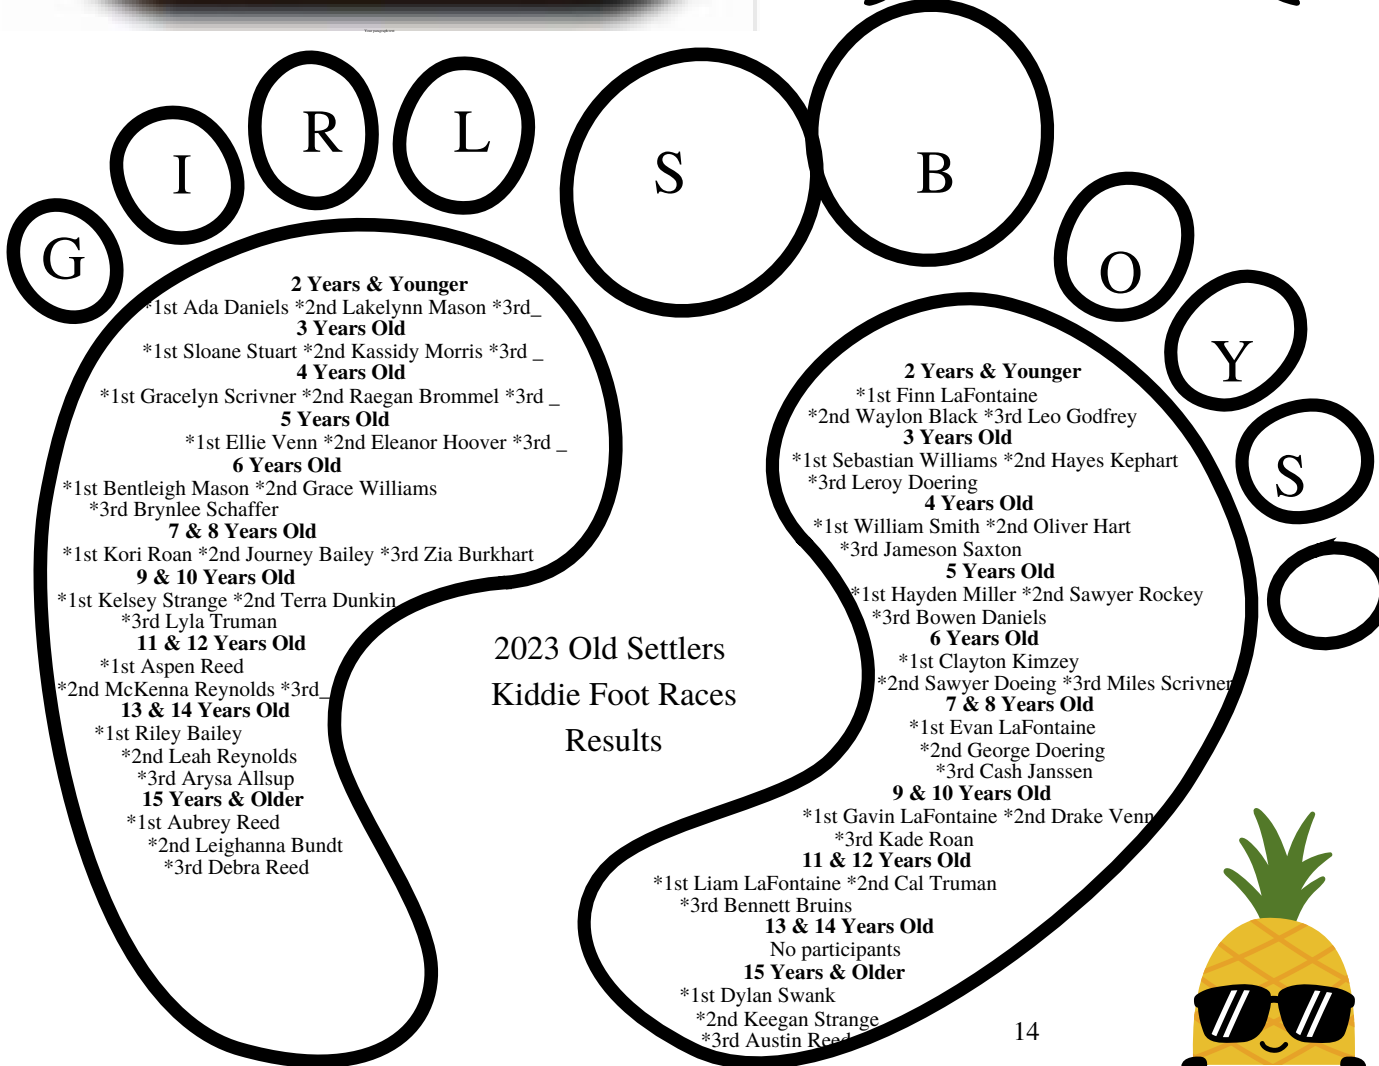 Your paragraph text
G I R L S
2 Years & Younger
*1st Ada Daniels *2nd Lakelynn Mason *3rd_
3 Years Old
*1st Sloane Stuart *2nd Kassidy Morris *3rd _
4 Years Old
*1st Gracelyn Scrivner *2nd Raegan Brommel *3rd _
5 Years Old
*1st Ellie Venn *2nd Eleanor Hoover *3rd _
6 Years Old
*1st Bentleigh Mason *2nd Grace Williams
*3rd Brynlee Schaffer
7 & 8 Years Old
*1st Kori Roan *2nd Journey Bailey *3rd Zia Burkhart
9 & 10 Years Old
*1st Kelsey Strange *2nd Terra Dunkin
*3rd Lyla Truman
11 & 12 Years Old
*1st Aspen Reed
*2nd McKenna Reynolds *3rd_
13 & 14 Years Old
*1st Riley Bailey
*2nd Leah Reynolds
*3rd Arysa Allsup
15 Years & Older
*1st Aubrey Reed
*2nd Leighanna Bundt
*3rd Debra Reed
2023 Old Settlers
Kiddie Foot Races
Results
B O Y S
2 Years & Younger
*1st Finn LaFontaine
*2nd Waylon Black *3rd Leo Godfrey
3 Years Old
*1st Sebastian Williams *2nd Hayes Kephart
*3rd Leroy Doering
4 Years Old
*1st William Smith *2nd Oliver Hart
*3rd Jameson Saxton
5 Years Old
*1st Hayden Miller *2nd Sawyer Rockey
*3rd Bowen Daniels
6 Years Old
*1st Clayton Kimzey
*2nd Sawyer Doeing *3rd Miles Scrivner
7 & 8 Years Old
*1st Evan LaFontaine
*2nd George Doering
*3rd Cash Janssen
9 & 10 Years Old
*1st Gavin LaFontaine *2nd Drake Venn
*3rd Kade Roan
11 & 12 Years Old
*1st Liam LaFontaine *2nd Cal Truman
*3rd Bennett Bruins
13 & 14 Years Old
No participants
15 Years & Older
*1st Dylan Swank
*2nd Keegan Strange
*3rd Austin Reed
14